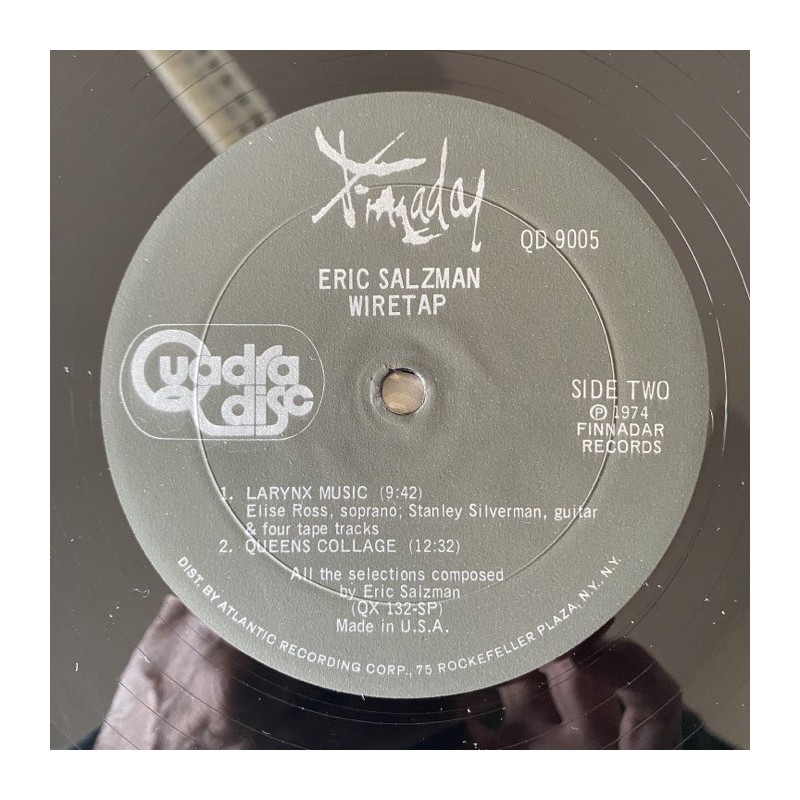 Finnadar
QD 9005
ERIC SALZMAN
WIRETAP
Quadra
disc
SIDE TWO
℗ 1974
FINNADAR
RECORDS
1. LARYNX MUSIC (9:42)
Elise Ross, soprano; Stanley Silverman, guitar
& four tape tracks
2. QUEENS COLLAGE (12:32)
All the selections composed
by Eric Salzman
(QX 132-SP)
Made in U.S.A.
DIST. BY ATLANTIC RECORDING CORP., 75 ROCKEFELLER PLAZA, N.Y., N.Y.